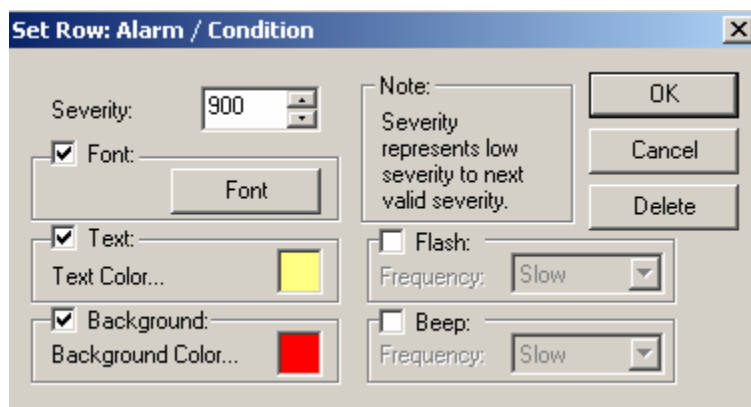 Set Row: Alarm / Condition
Severity: 900
Note:
Severity
represents low
severity to next
valid severity.
OK
Cancel
Delete
Font:
Font
Text:
Text Color...
Flash:
Frequency: Slow
Background:
Background Color...
Beep:
Frequency: Slow